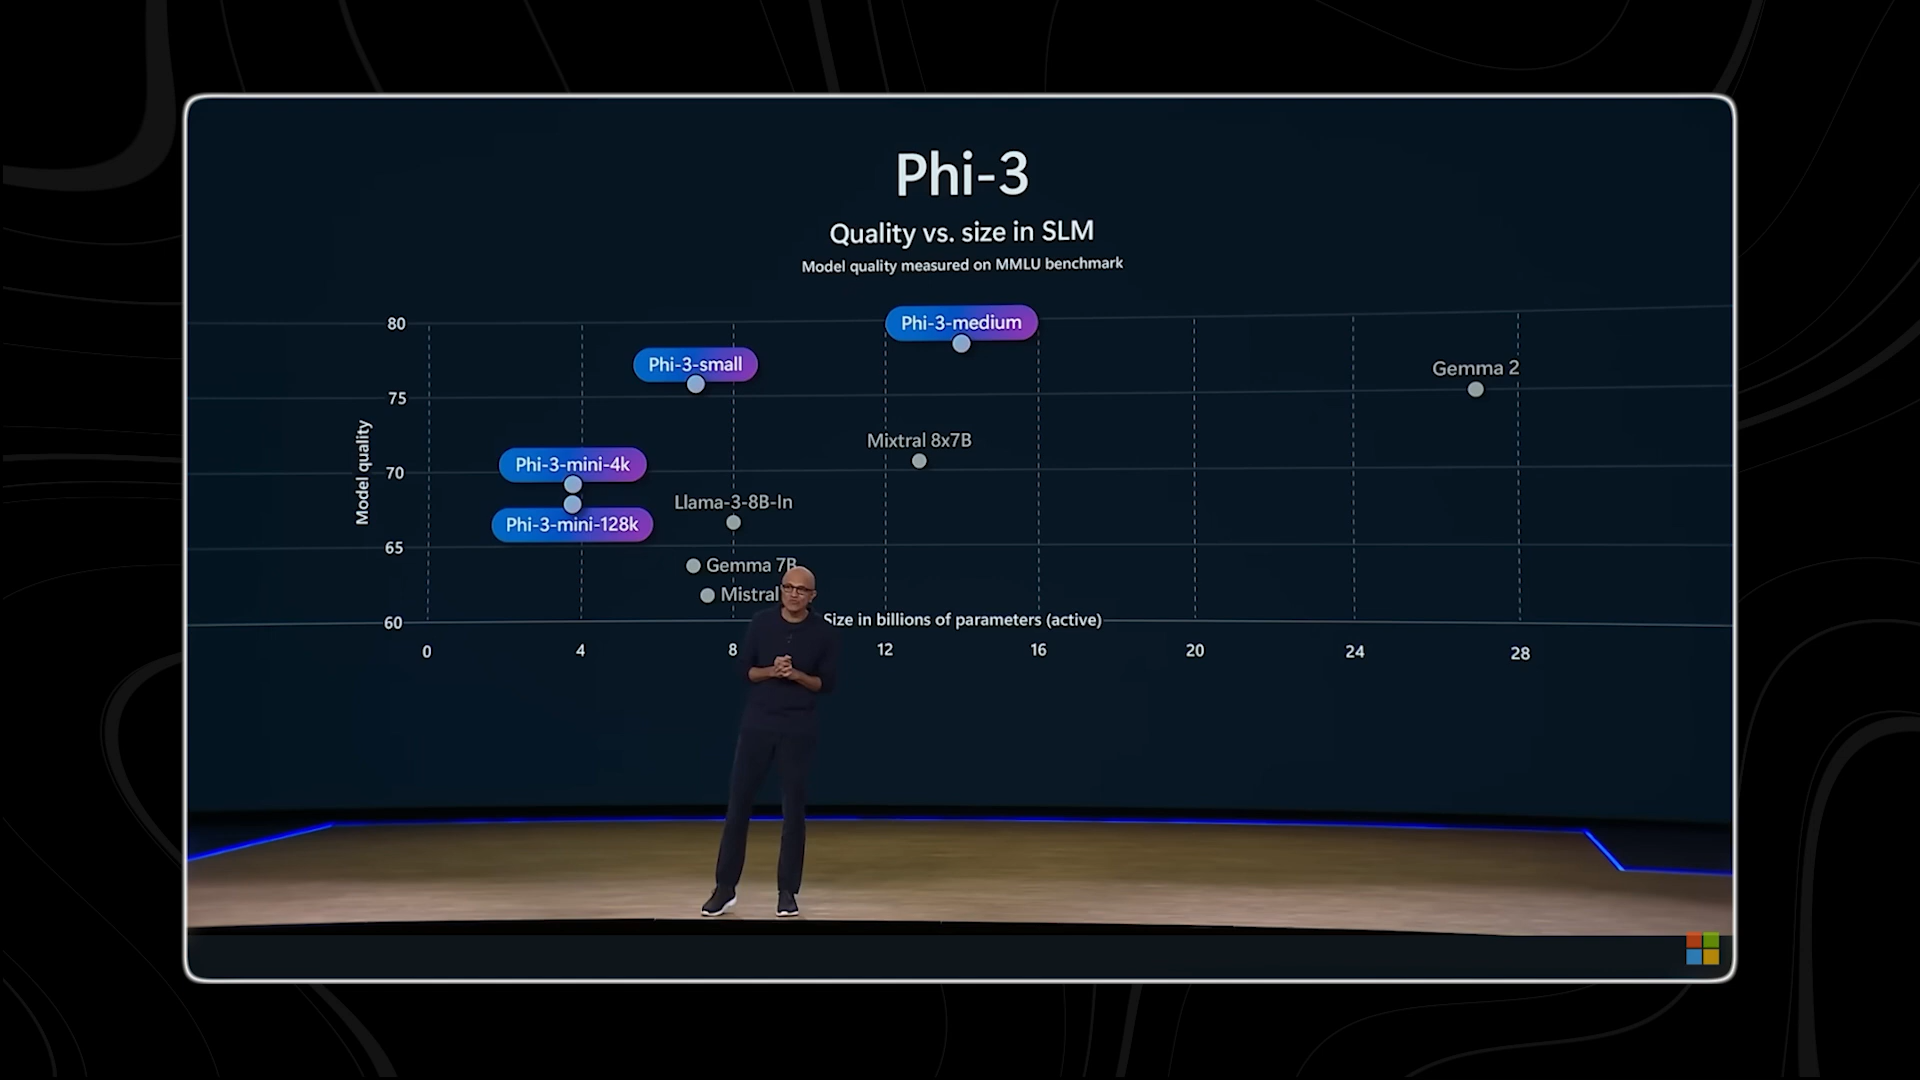 Phi-3
Quality vs. size in SLM
Model quality measured on MMLU benchmark
80
Phi-3-medium
Phi-3-small
Gemma 2
75
Mixtral 8x7B
Phi-3-mini-4k
70
Model quality
Llama-3-8B-In
Phi-3-mini-128k
65
Gemma 7B
Mistral
60
Size in billions of parameters (active)
0 4 8 12 16 20 24 28